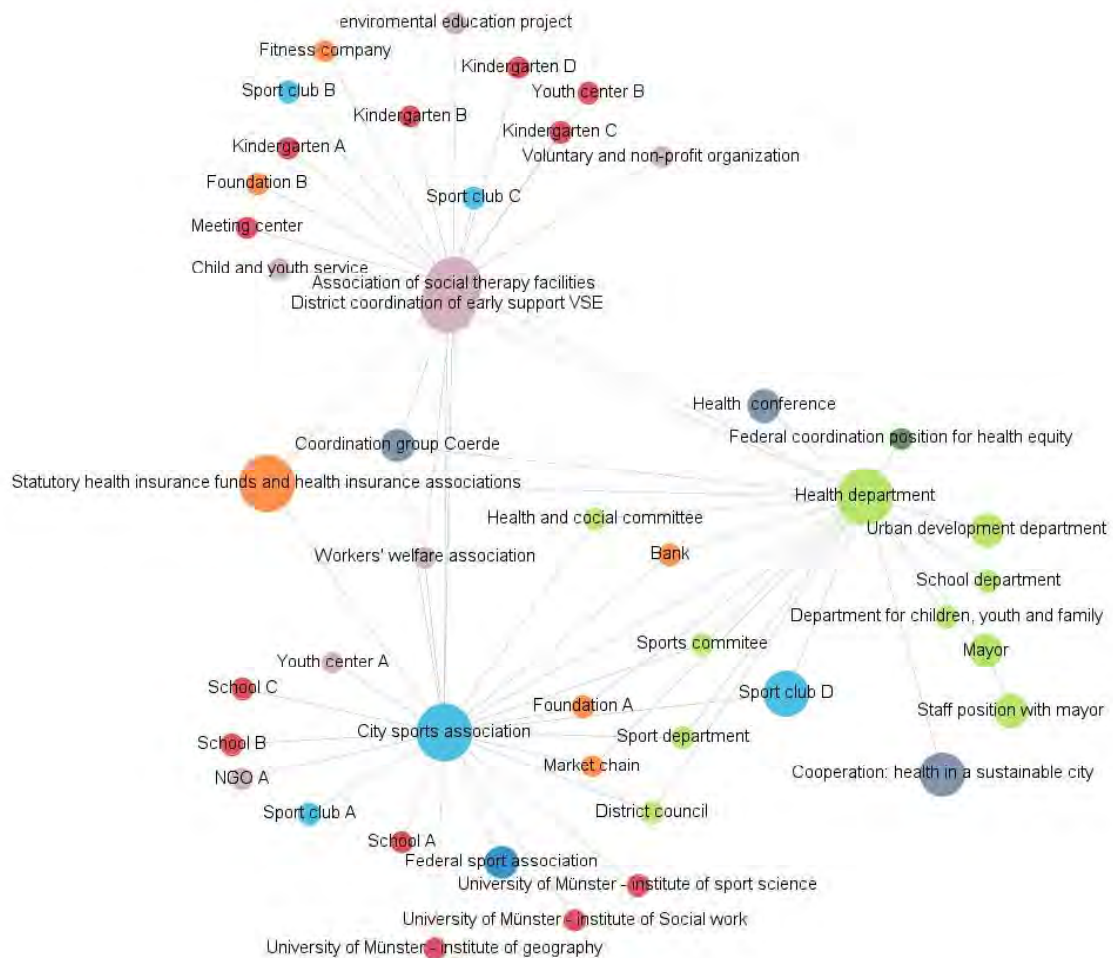 enviromental education project
Fitness company
Kindergarten D
Sport club B
Youth center B
Kindergarten B
Kindergarten C
Kindergarten A
Voluntary and non-profit organization
Foundation B
Sport club C
Meeting center
Child and youth service
Association of social therapy facilities
District coordination of early support VSE
Health conference
Federal coordination position for health equity
Coordination group Coerde
Statutory health insurance funds and health insurance associations
Health department
Health and cocial committee
Urban development department
Workers' welfare association
Bank
School department
Department for children, youth and family
Sports commitee
Mayor
Youth center A
School C
Sport club D
Foundation A
Staff position with mayor
City sports association
Sport department
School B
Market chain
NGO A
Cooperation: health in a sustainable city
Sport club A
District council
School A
Federal sport association
University of Münster - institute of sport science
University of Münster - institute of Social work
University of Münster - institute of geography